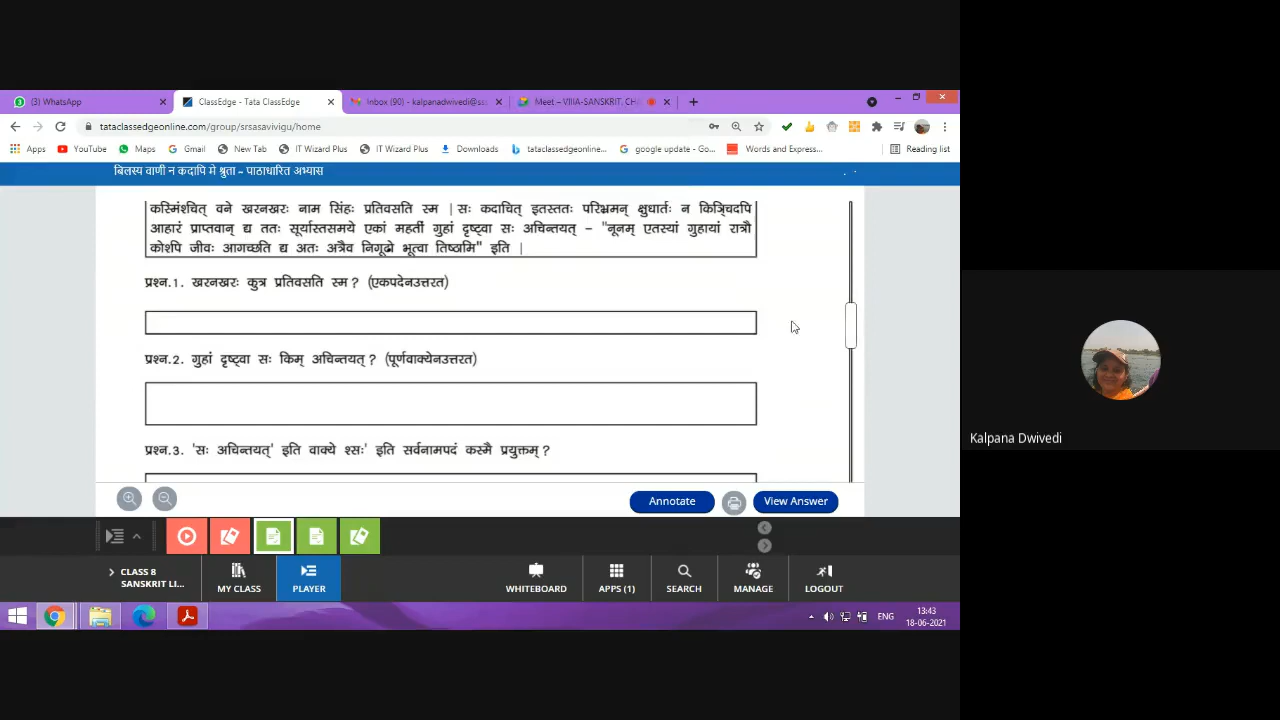 (3) WhatsApp
ClassEdge - Tata ClassEdge
Inbox (90) - kalpanadwivedi@ss
Meet – VIIIA-SANSKRIT. CH
tataclassedgeonline.com/group/srsasavivigu/home
Apps YouTube Maps Gmail New Tab IT Wizard Plus IT Wizard Plus Downloads tataclassedgeonline... google update - Go... Words and Express... Reading list
बिलस्य वाणी न कदापि मे श्रुता – पाठाधारित अभ्यास
कस्मिंश्चित् वने खरनखरः नाम सिंहः प्रतिवसति स्म | सः कदाचित् इतस्ततः परिभ्रमन् क्षुधार्तः न किञ्चिदपि
आहारं प्राप्तवान् द्य ततः सूर्यास्तसमये एकां महतीं गुहां दृष्ट्वा सः अचिन्तयत् – "नूनम् एतस्यां गुहायां रात्रौ
कोशपि जीवः आगच्छति द्य अतः अत्रैव निगूढो भूत्वा तिष्ठामि" इति |
प्रश्न.1. खरनखरः कुत्र प्रतिवसति स्म ? (एकपदेनउत्तरत)
प्रश्न.2. गुहां दृष्ट्वा सः किम् अचिन्तयत् ? (पूर्णवाक्येनउत्तरत)
प्रश्न.3. 'सः अचिन्तयत्' इति वाक्ये श्सः' इति सर्वनामपदं कस्मै प्रयुक्तम् ?
Annotate
View Answer
CLASS 8
SANSKRIT LI...
MY CLASS
PLAYER
WHITEBOARD
APPS (1)
SEARCH
MANAGE
LOGOUT
ENG
13:43
18-06-2021
Kalpana Dwivedi